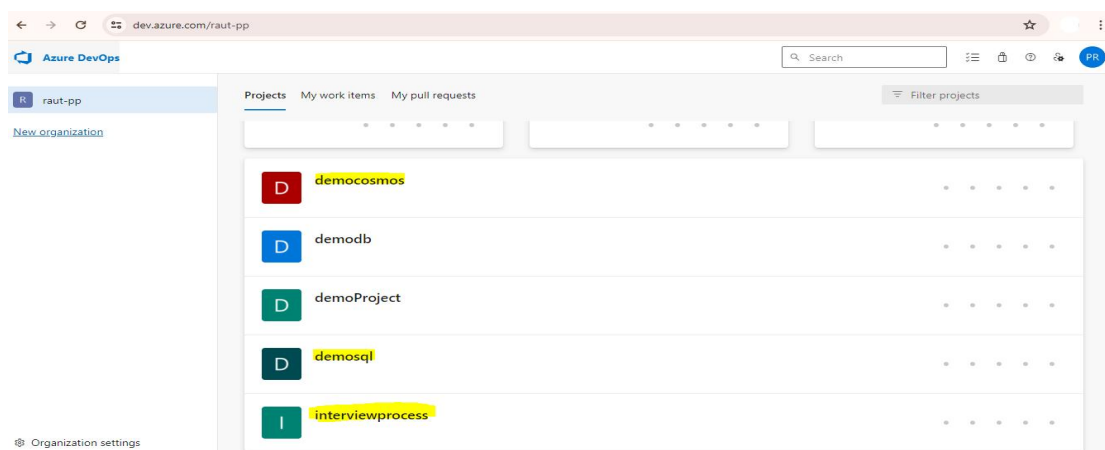 dev.azure.com/raut-pp
Azure DevOps
Search
PR
R raut-pp
Projects My work items My pull requests
Filter projects
New organization
D democosmos
D demodb
D demoProject
D demosql
I interviewprocess
Organization settings